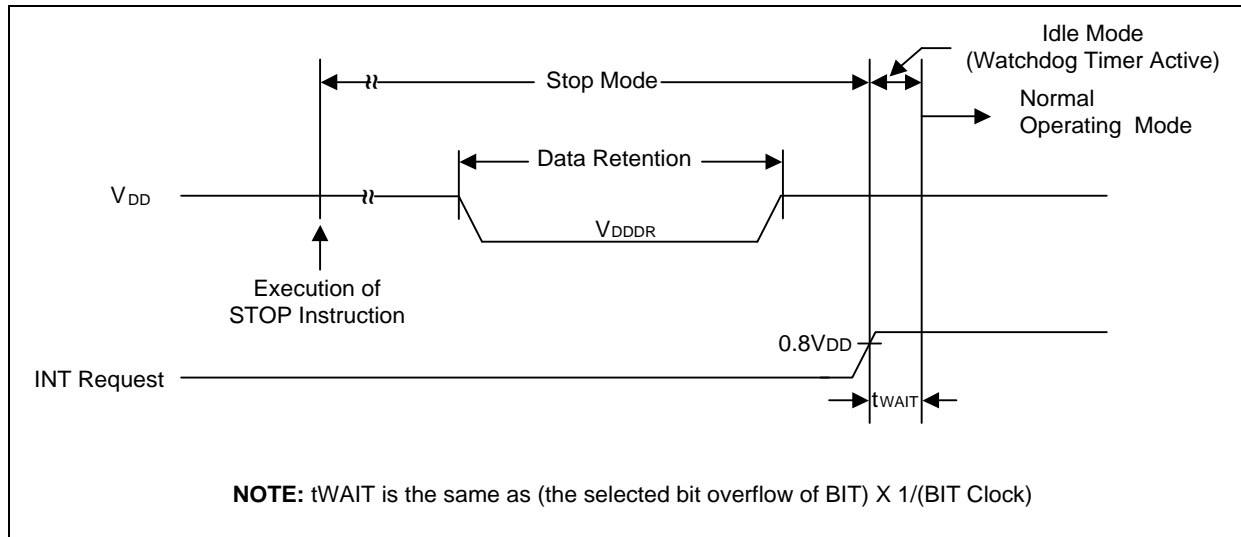 Idle Mode
(Watchdog Timer Active)
Stop Mode
Normal
Operating Mode
Data Retention
VDD
VDDDR
Execution of
STOP Instruction
0.8VDD
INT Request
tWAIT
NOTE: tWAIT is the same as (the selected bit overflow of BIT) X 1/(BIT Clock)